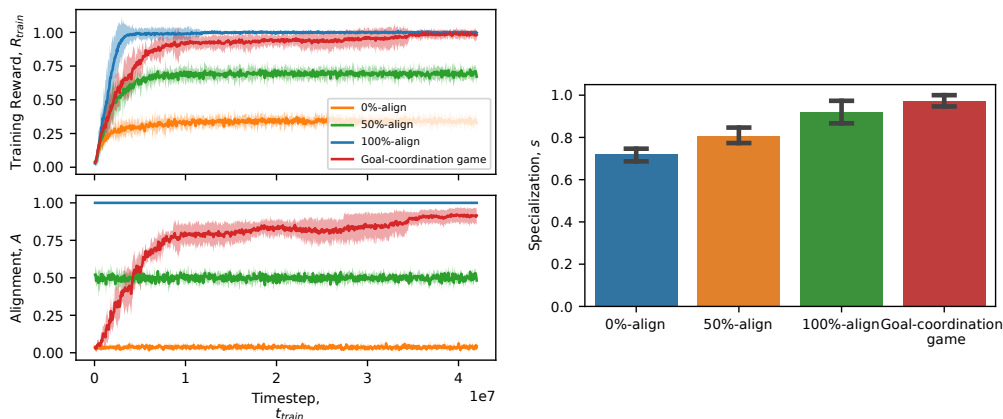 Training Reward, R_train
1.00
0.75
0.50
0.25
0.00
0%-align
50%-align
100%-align
Goal-coordination game
Alignment, A
1.00
0.75
0.50
0.25
0.00
0
1
2
3
4
1e7
Timestep,
t_train
Specialization, s
1.0
0.8
0.6
0.4
0.2
0.0
0%-align
50%-align
100%-align
Goal-coordination
game